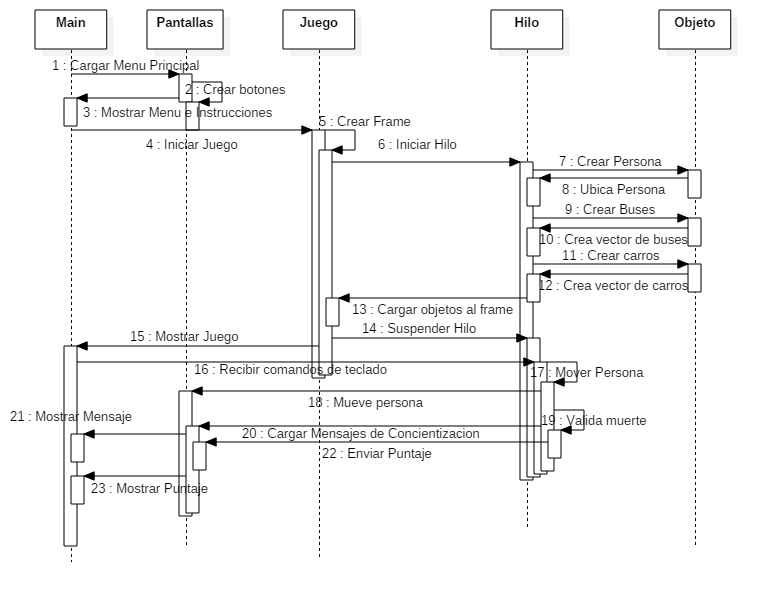 Main
Pantallas
Juego
Hilo
Objeto
1 : Cargar Menu Principal
2 : Crear botones
3 : Mostrar Menu e Instrucciones
4 : Iniciar Juego
5 : Crear Frame
6 : Iniciar Hilo
7 : Crear Persona
8 : Ubica Persona
9 : Crear Buses
10 : Crea vector de buses
11 : Crear carros
12 : Crea vector de carros
13 : Cargar objetos al frame
14 : Suspender Hilo
15 : Mostrar Juego
16 : Recibir comandos de teclado
17 : Mover Persona
18 : Mueve persona
19 : Valida muerte
20 : Cargar Mensajes de Concientizacion
21 : Mostrar Mensaje
22 : Enviar Puntaje
23 : Mostrar Puntaje